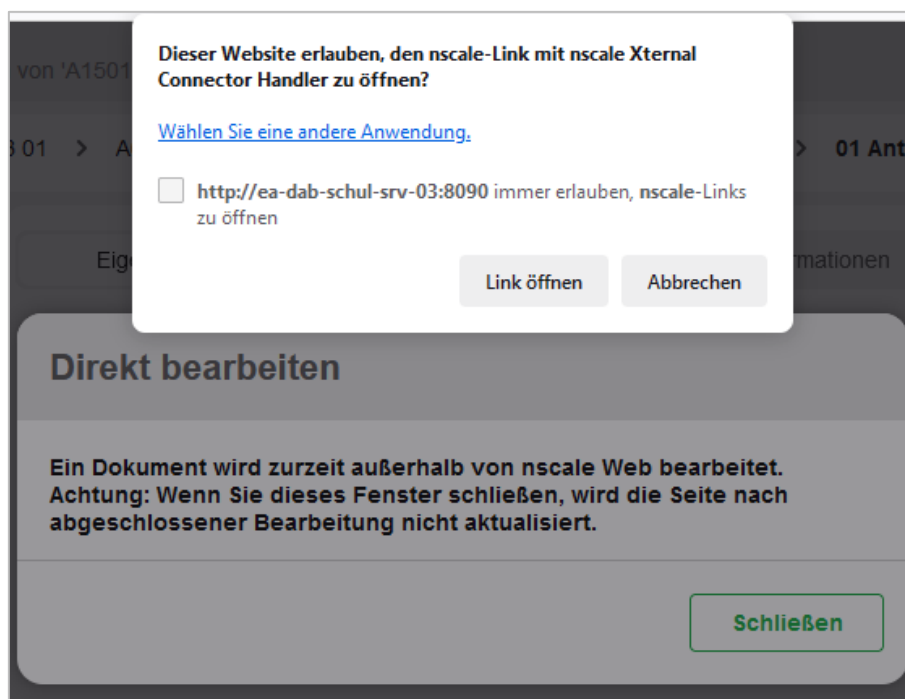 Dieser Website erlauben, den nscale-Link mit nscale Xternal
Connector Handler zu öffnen?
Wählen Sie eine andere Anwendung.
http://ea-dab-schul-srv-03:8090 immer erlauben, nscale-Links
zu öffnen
Link öffnen Abbrechen
von 'A1501
01 > A > 01 Ant
Eige rmationen
Direkt bearbeiten
Ein Dokument wird zurzeit außerhalb von nscale Web bearbeitet.
Achtung: Wenn Sie dieses Fenster schließen, wird die Seite nach
abgeschlossener Bearbeitung nicht aktualisiert.
Schließen